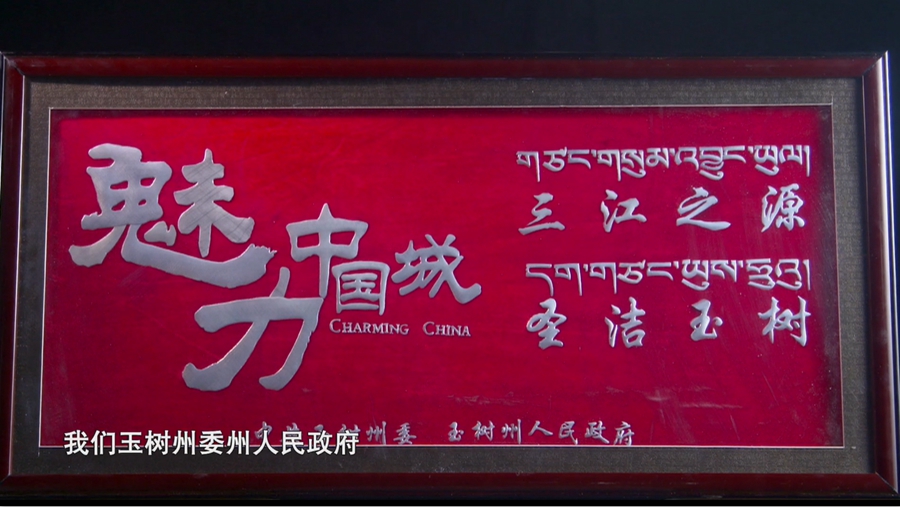 魅力中国城
CHARMING CHINA
གཙང་གསུམ་འབྱུང་ཡུལ།
三江之源
དག་གཙང་ཡུས་ཧྲུའུ།
圣洁玉树
州委 玉树州人民政府
我们玉树州委州人民政府